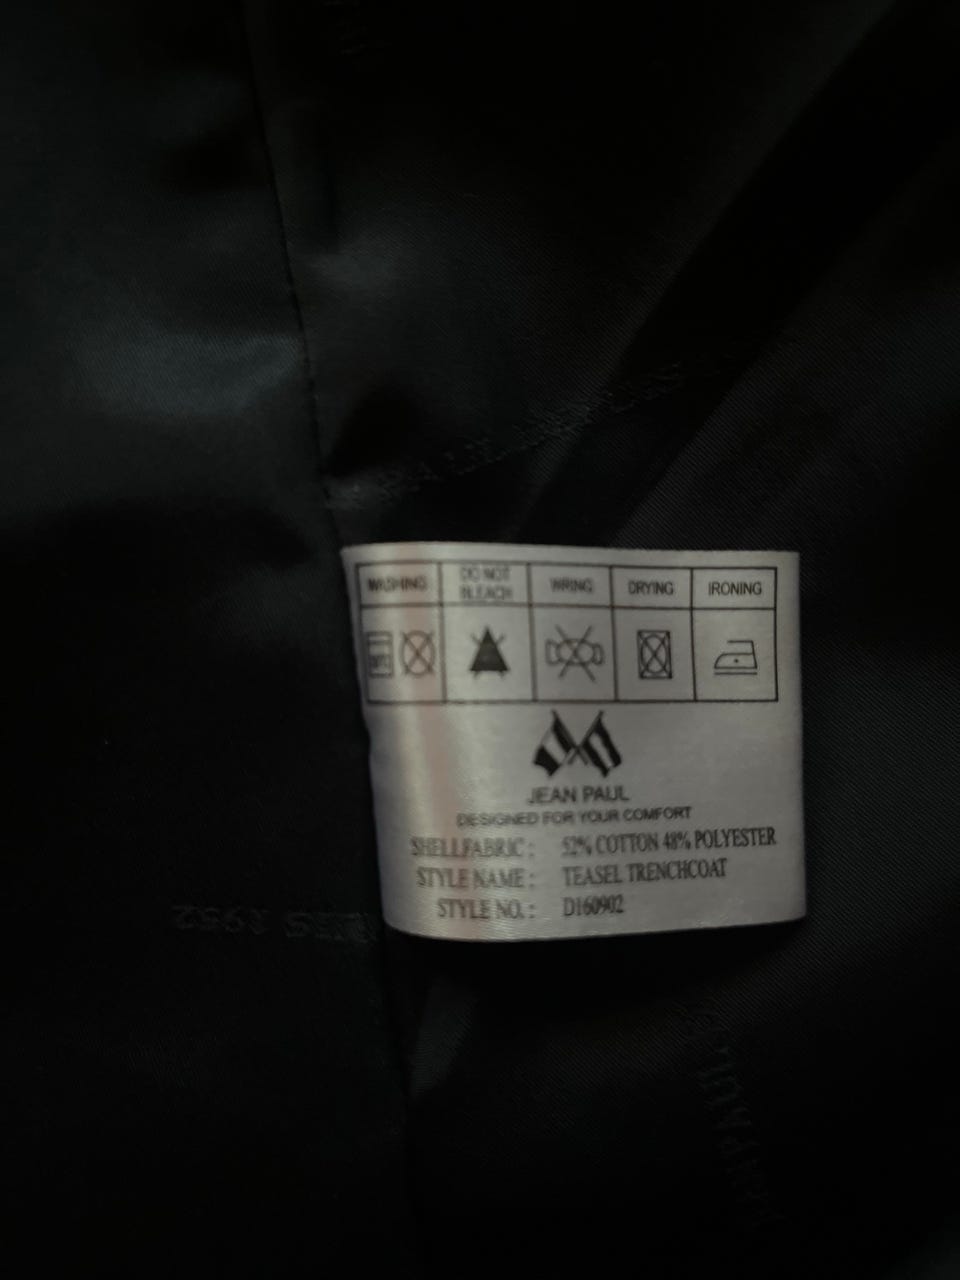 WASHING DO NOT BLEACH WRING DRYING IRONING
JEAN PAUL
DESIGNED FOR YOUR COMFORT
SHELLFABRIC : 52% COTTON 48% POLYESTER
STYLE NAME : TEASEL TRENCHCOAT
STYLE NO. : D160902
1952